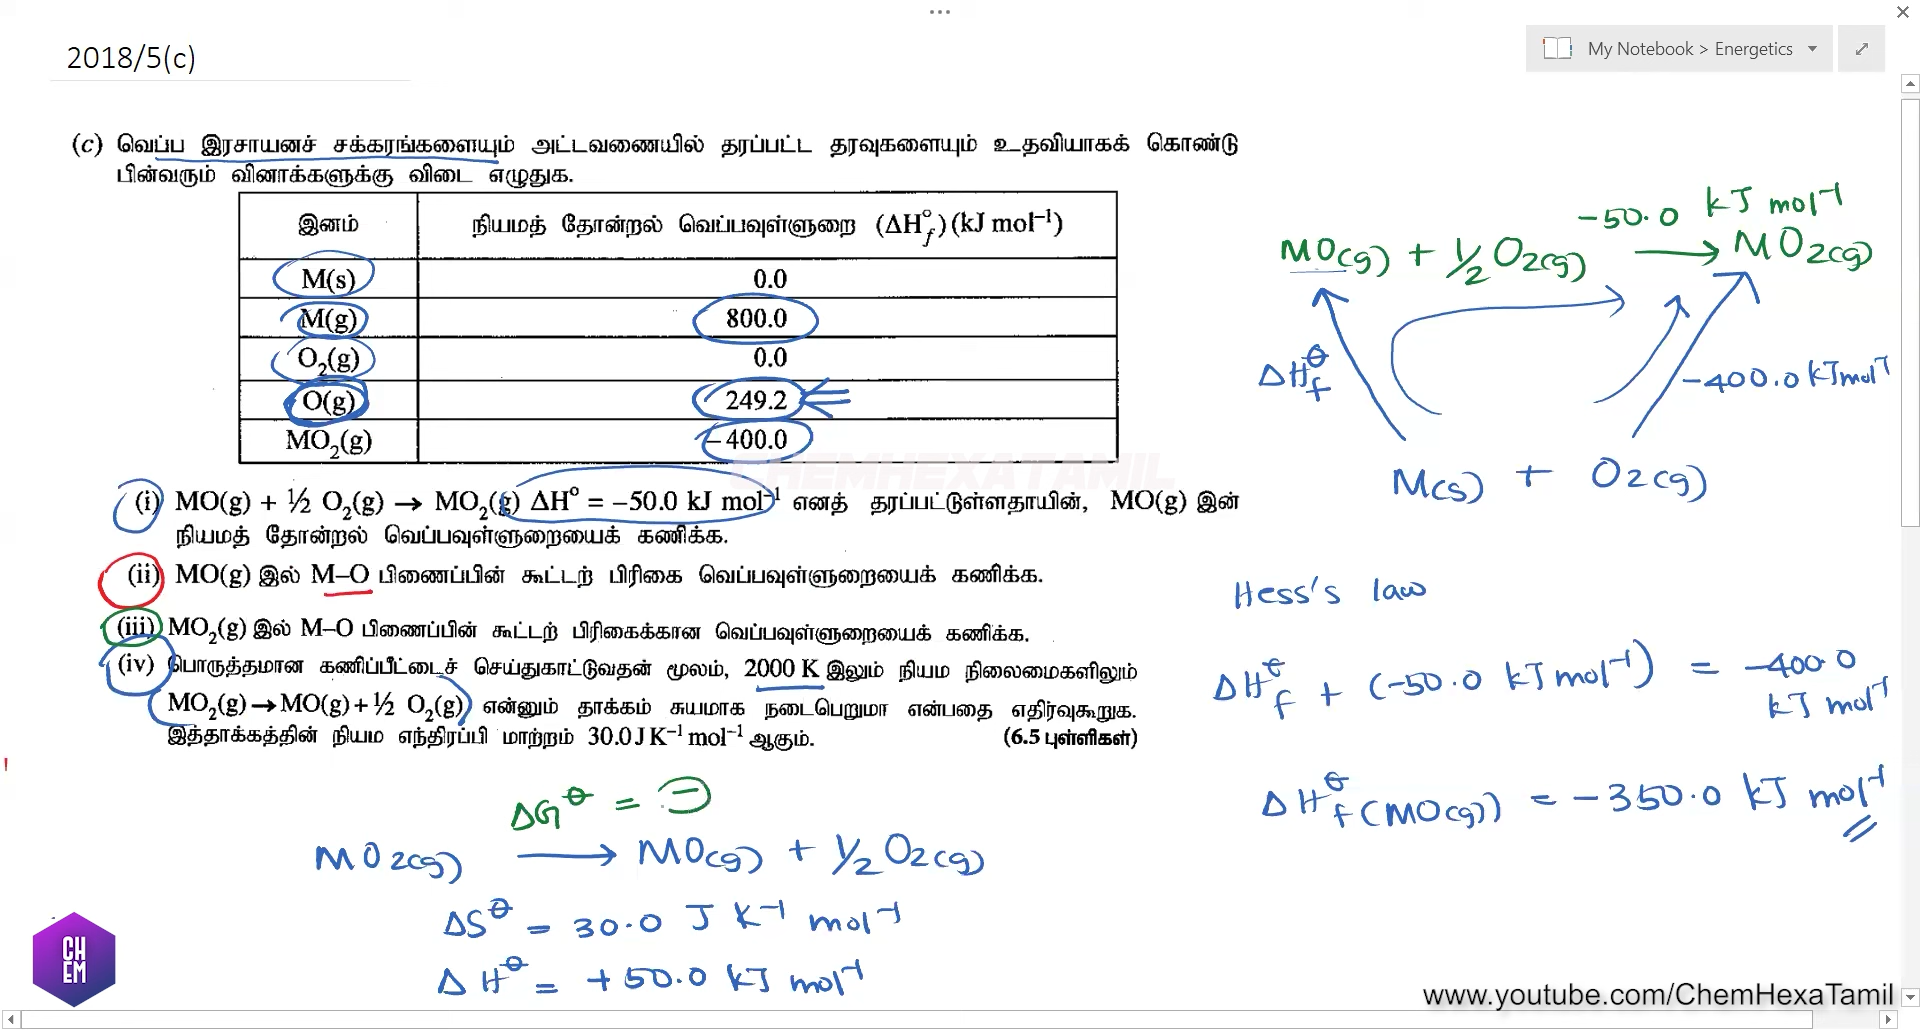 2018/5(c)
My Notebook > Energetics
(c) வெப்ப இரசாயனச் சக்கரங்களையும் அட்டவணையில் தரப்பட்ட தரவுகளையும் உதவியாகக் கொண்டு
பின்வரும் வினாக்களுக்கு விடை எழுதுக.
இனம் நியமத் தோன்றல் வெப்பவுள்ளுறை (ΔH°f)(kJ mol⁻¹)
M(s) 0.0
M(g) 800.0
O₂(g) 0.0
O(g) 249.2
MO₂(g) –400.0
CHEMHEXATAMIL
(i) MO(g) + ½ O₂(g) → MO₂(g) ΔH° = –50.0 kJ mol⁻¹ எனத் தரப்பட்டுள்ளதாயின், MO(g) இன்
நியமத் தோன்றல் வெப்பவுள்ளுறையைக் கணிக்க.
(ii) MO(g) இல் M–O பிணைப்பின் கூட்டற் பிரிகை வெப்பவுள்ளுறையைக் கணிக்க.
(iii) MO₂(g) இல் M–O பிணைப்பின் கூட்டற் பிரிகைக்கான வெப்பவுள்ளுறையைக் கணிக்க.
(iv) பொருத்தமான கணிப்பீட்டைச் செய்துகாட்டுவதன் மூலம், 2000 K இலும் நியம நிலைமைகளிலும்
MO₂(g)→MO(g)+½ O₂(g) என்னும் தாக்கம் சுயமாக நடைபெறுமா என்பதை எதிர்வுகூறுக.
இத்தாக்கத்தின் நியம எந்திரப்பி மாற்றம் 30.0 J K⁻¹ mol⁻¹ ஆகும். (6.5 புள்ளிகள்)
ΔG⊖ = −
MO2(g) → MO(g) + ½ O2(g)
ΔS⊖ = 30.0 J K⁻¹ mol⁻¹
ΔH⊖ = +50.0 kJ mol⁻¹
-50.0 kJ mol⁻¹
MO(g) + ½ O2(g) → MO2(g)
ΔH⊖f
-400.0 kJ mol⁻¹
M(s) + O2(g)
Hess's law
ΔH⊖f + (-50.0 kJ mol⁻¹) = -400.0
kJ mol⁻¹
ΔH⊖f(MO(g)) = -350.0 kJ mol⁻¹
CH
EM
www.youtube.com/ChemHexaTamil